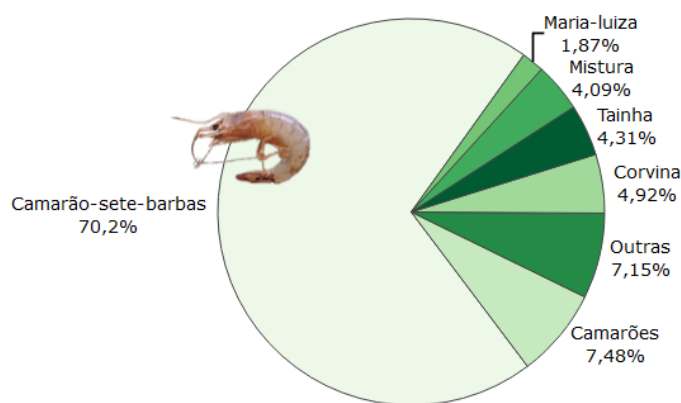 Maria-luiza
1,87%
Mistura
4,09%
Tainha
4,31%
Corvina
4,92%
Outras
7,15%
Camarões
7,48%
Camarão-sete-barbas
70,2%